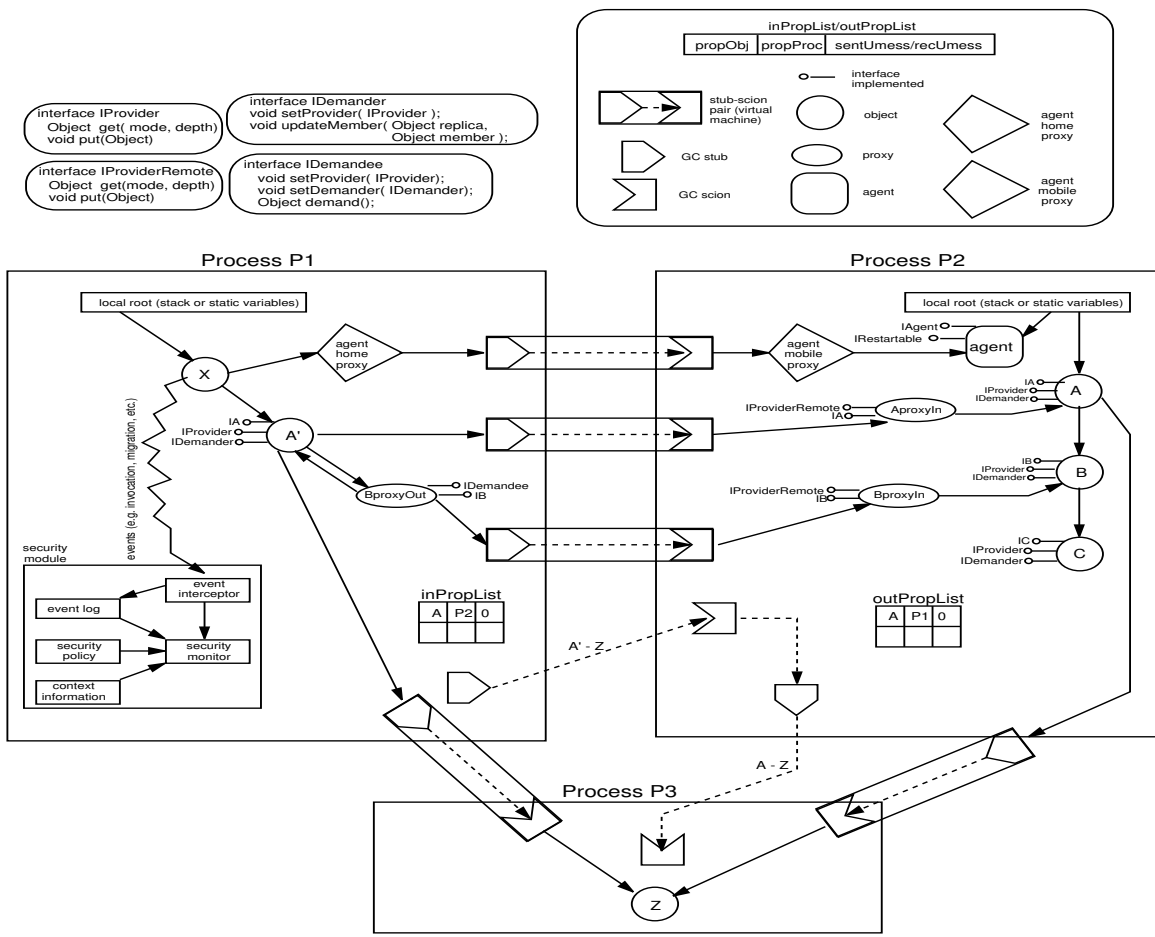 inPropList/outPropList
propObj propProc sentUmess/recUmess
interface
implemented
stub-scion
pair (virtual
machine)
object
agent
home
proxy
GC stub
proxy
GC scion
agent
agent
mobile
proxy
interface IProvider
Object get( mode, depth)
void put(Object)
interface IDemander
void setProvider( IProvider );
void updateMember( Object replica,
Object member );
interface IProviderRemote
Object get(mode, depth)
void put(Object)
interface IDemandee
void setProvider( IProvider);
void setDemander( IDemander);
Object demand();
Process P1
local root (stack or static variables)
X
agent
home
proxy
IA
IProvider
IDemander
A'
BproxyOut
IDemandee
IB
events (e.g. invocation, migration, etc.)
security
module
event
interceptor
event log
security
policy
security
monitor
context
information
inPropList
A P2 0
Process P2
local root (stack or static variables)
IAgent
IRestartable
agent
agent
mobile
proxy
IA
IProvider
IDemander
A
IProviderRemote
IA
AproxyIn
IB
IProvider
IDemander
B
IProviderRemote
IB
BproxyIn
IC
IProvider
IDemander
C
outPropList
A P1 0
A' - Z
A - Z
Process P3
Z